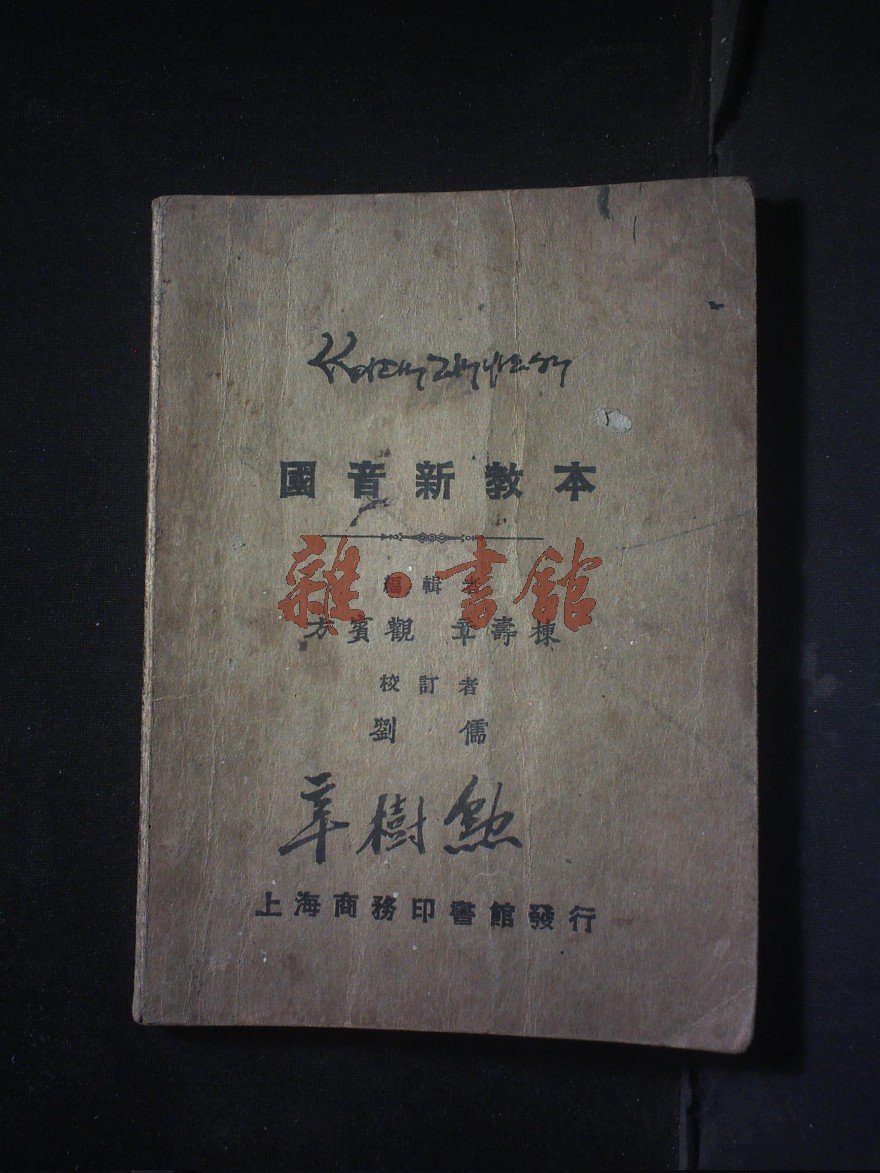 國音新教本
編輯者
方賓觀 章壽棟
雜·書館
校訂者
劉儒
章樹勲
上海商務印書館發行